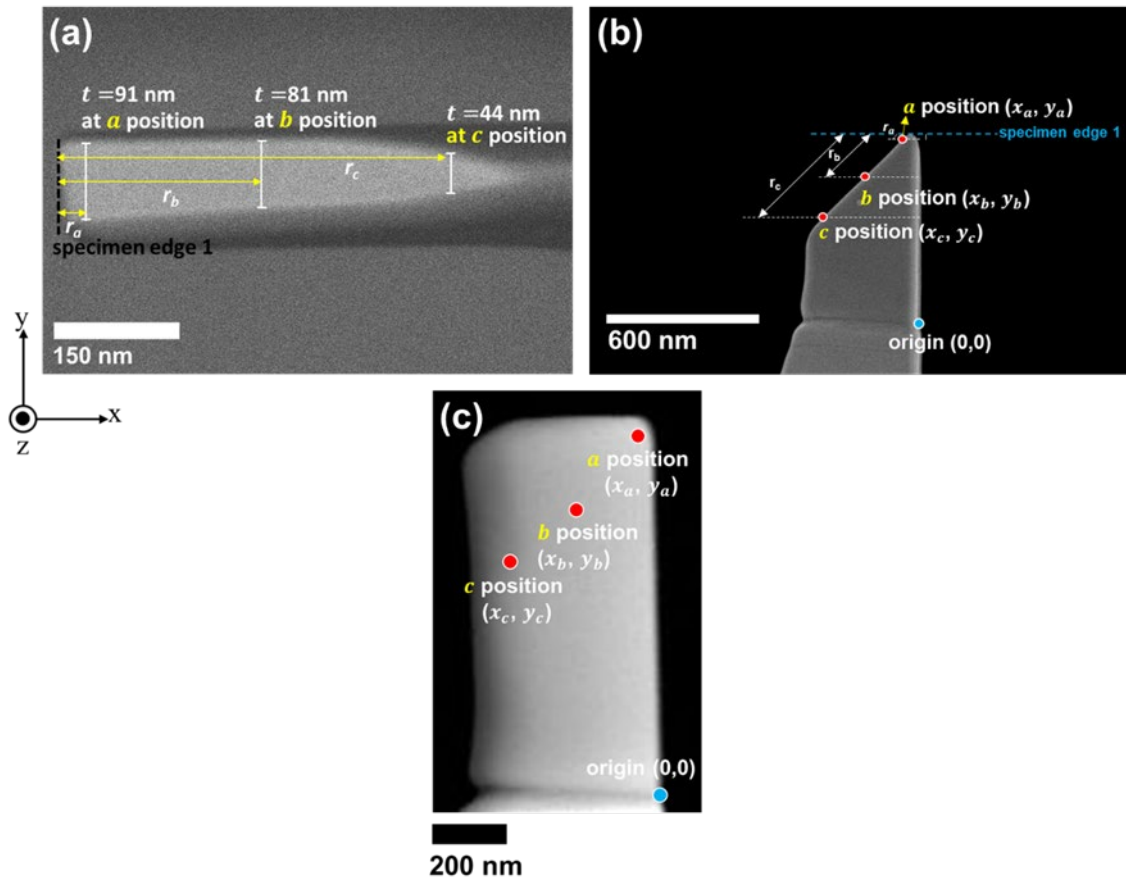 (a)
t =91 nm
at a position
t =81 nm
at b position
t =44 nm
at c position
r_c
r_b
r_a
specimen edge 1
150 nm
(b)
a position (x_a, y_a)
r_a
specimen edge 1
r_b
r_c
b position (x_b, y_b)
c position (x_c, y_c)
600 nm
origin (0,0)
y
x
z
(c)
a position
(x_a, y_a)
b position
(x_b, y_b)
c position
(x_c, y_c)
origin (0,0)
200 nm